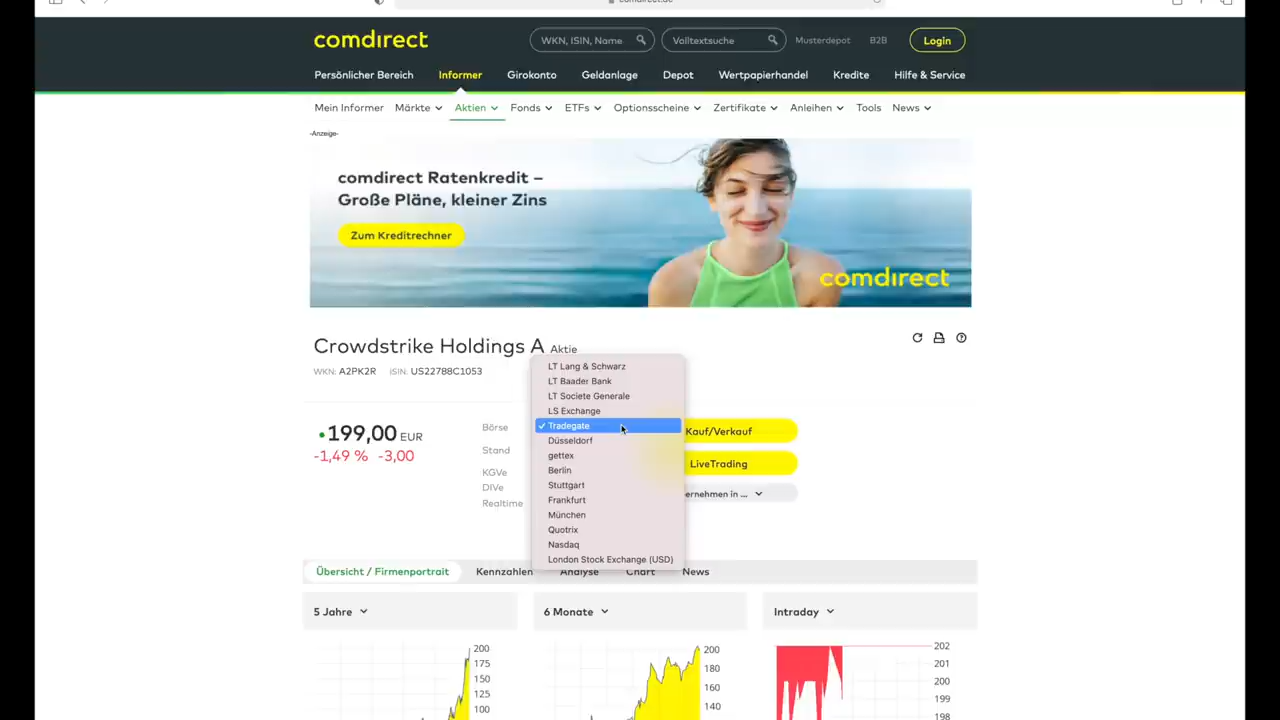 comdirect
WKN, ISIN, Name
Volltextsuche
Musterdepot
B2B
Login
Persönlicher Bereich
Informer
Girokonto
Geldanlage
Depot
Wertpapierhandel
Kredite
Hilfe & Service
Mein Informer
Märkte
Aktien
Fonds
ETFs
Optionsscheine
Zertifikate
Anleihen
Tools
News
-Anzeige-
comdirect Ratenkredit –
Große Pläne, kleiner Zins
Zum Kreditrechner
comdirect
Crowdstrike Holdings A Aktie
WKN: A2PK2R ISIN: US22788C1053
199,00 EUR
-1,49 % -3,00
Börse
Stand
KGVe
DIVe
Realtime
LT Lang & Schwarz
LT Baader Bank
LT Societe Generale
LS Exchange
✓ Tradegate
Düsseldorf
gettex
Berlin
Stuttgart
Frankfurt
München
Quotrix
Nasdaq
London Stock Exchange (USD)
Kauf/Verkauf
LiveTrading
ernehmen in ...
Übersicht / Firmenportrait
Kennzahlen
Analyse
Chart
News
5 Jahre
6 Monate
Intraday
200
175
150
125
100
200
180
160
140
202
201
200
199
198